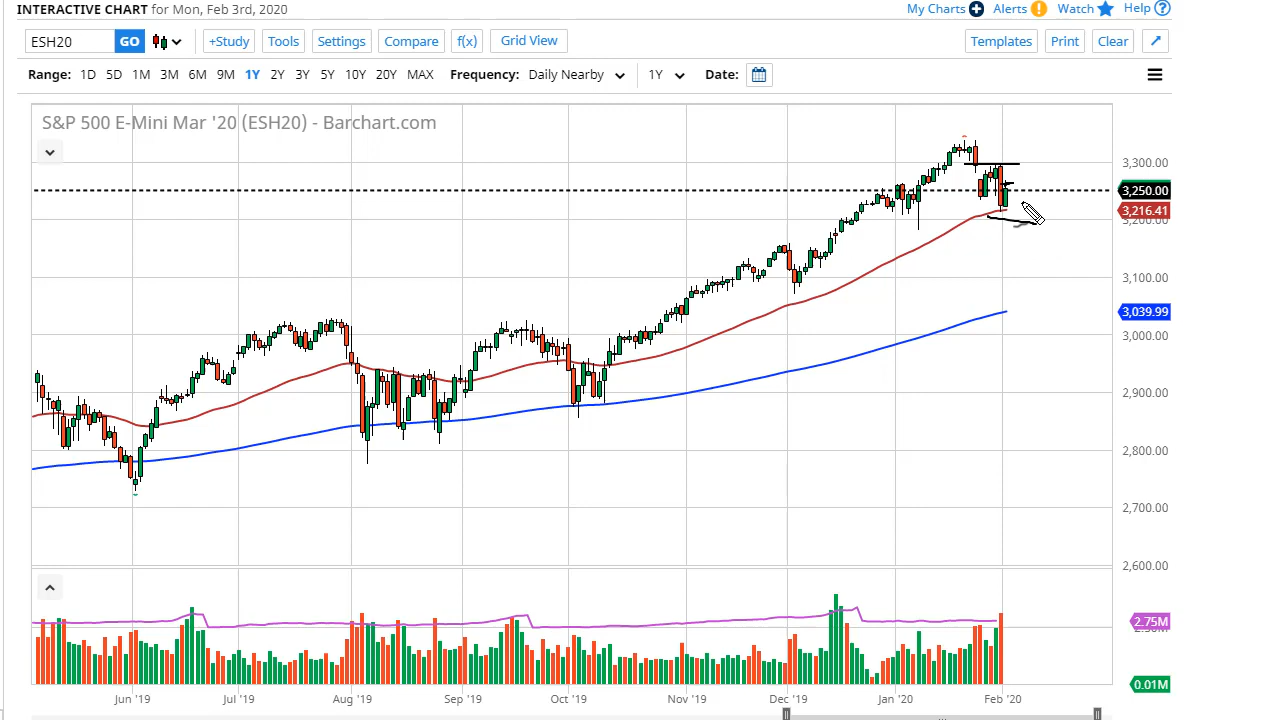 INTERACTIVE CHART for Mon, Feb 3rd, 2020
My Charts Alerts Watch Help
ESH20 GO +Study Tools Settings Compare f(x) Grid View Templates Print Clear
Range: 1D 5D 1M 3M 6M 9M 1Y 2Y 3Y 5Y 10Y 20Y MAX Frequency: Daily Nearby 1Y Date:
S&P 500 E-Mini Mar '20 (ESH20) - Barchart.com
3,300.00
3,250.00
3,216.41
3,200.00
3,100.00
3,039.99
3,000.00
2,900.00
2,800.00
2,700.00
2,600.00
2.75M
0.01M
Jun '19 Jul '19 Aug '19 Sep '19 Oct '19 Nov '19 Dec '19 Jan '20 Feb '20